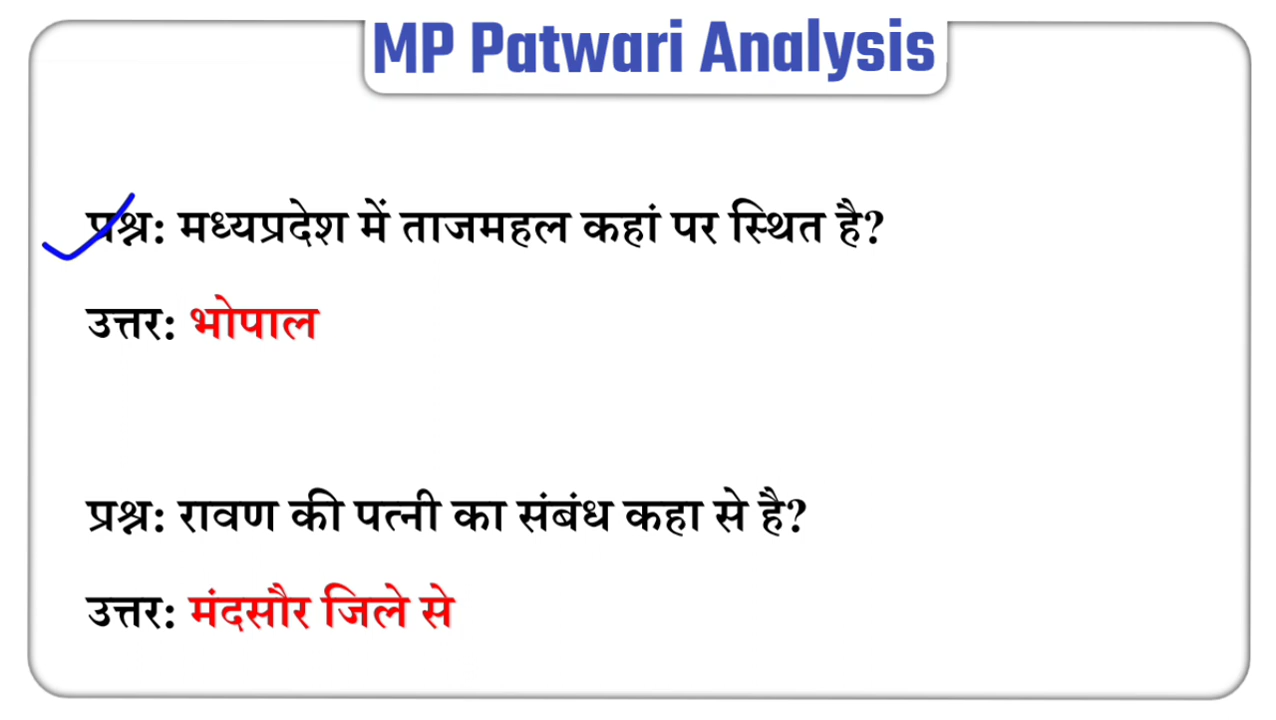 MP Patwari Analysis
प्रश्न: मध्यप्रदेश में ताजमहल कहां पर स्थित है?
उत्तर: भोपाल
प्रश्न: रावण की पत्नी का संबंध कहा से है?
उत्तर: मंदसौर जिले से